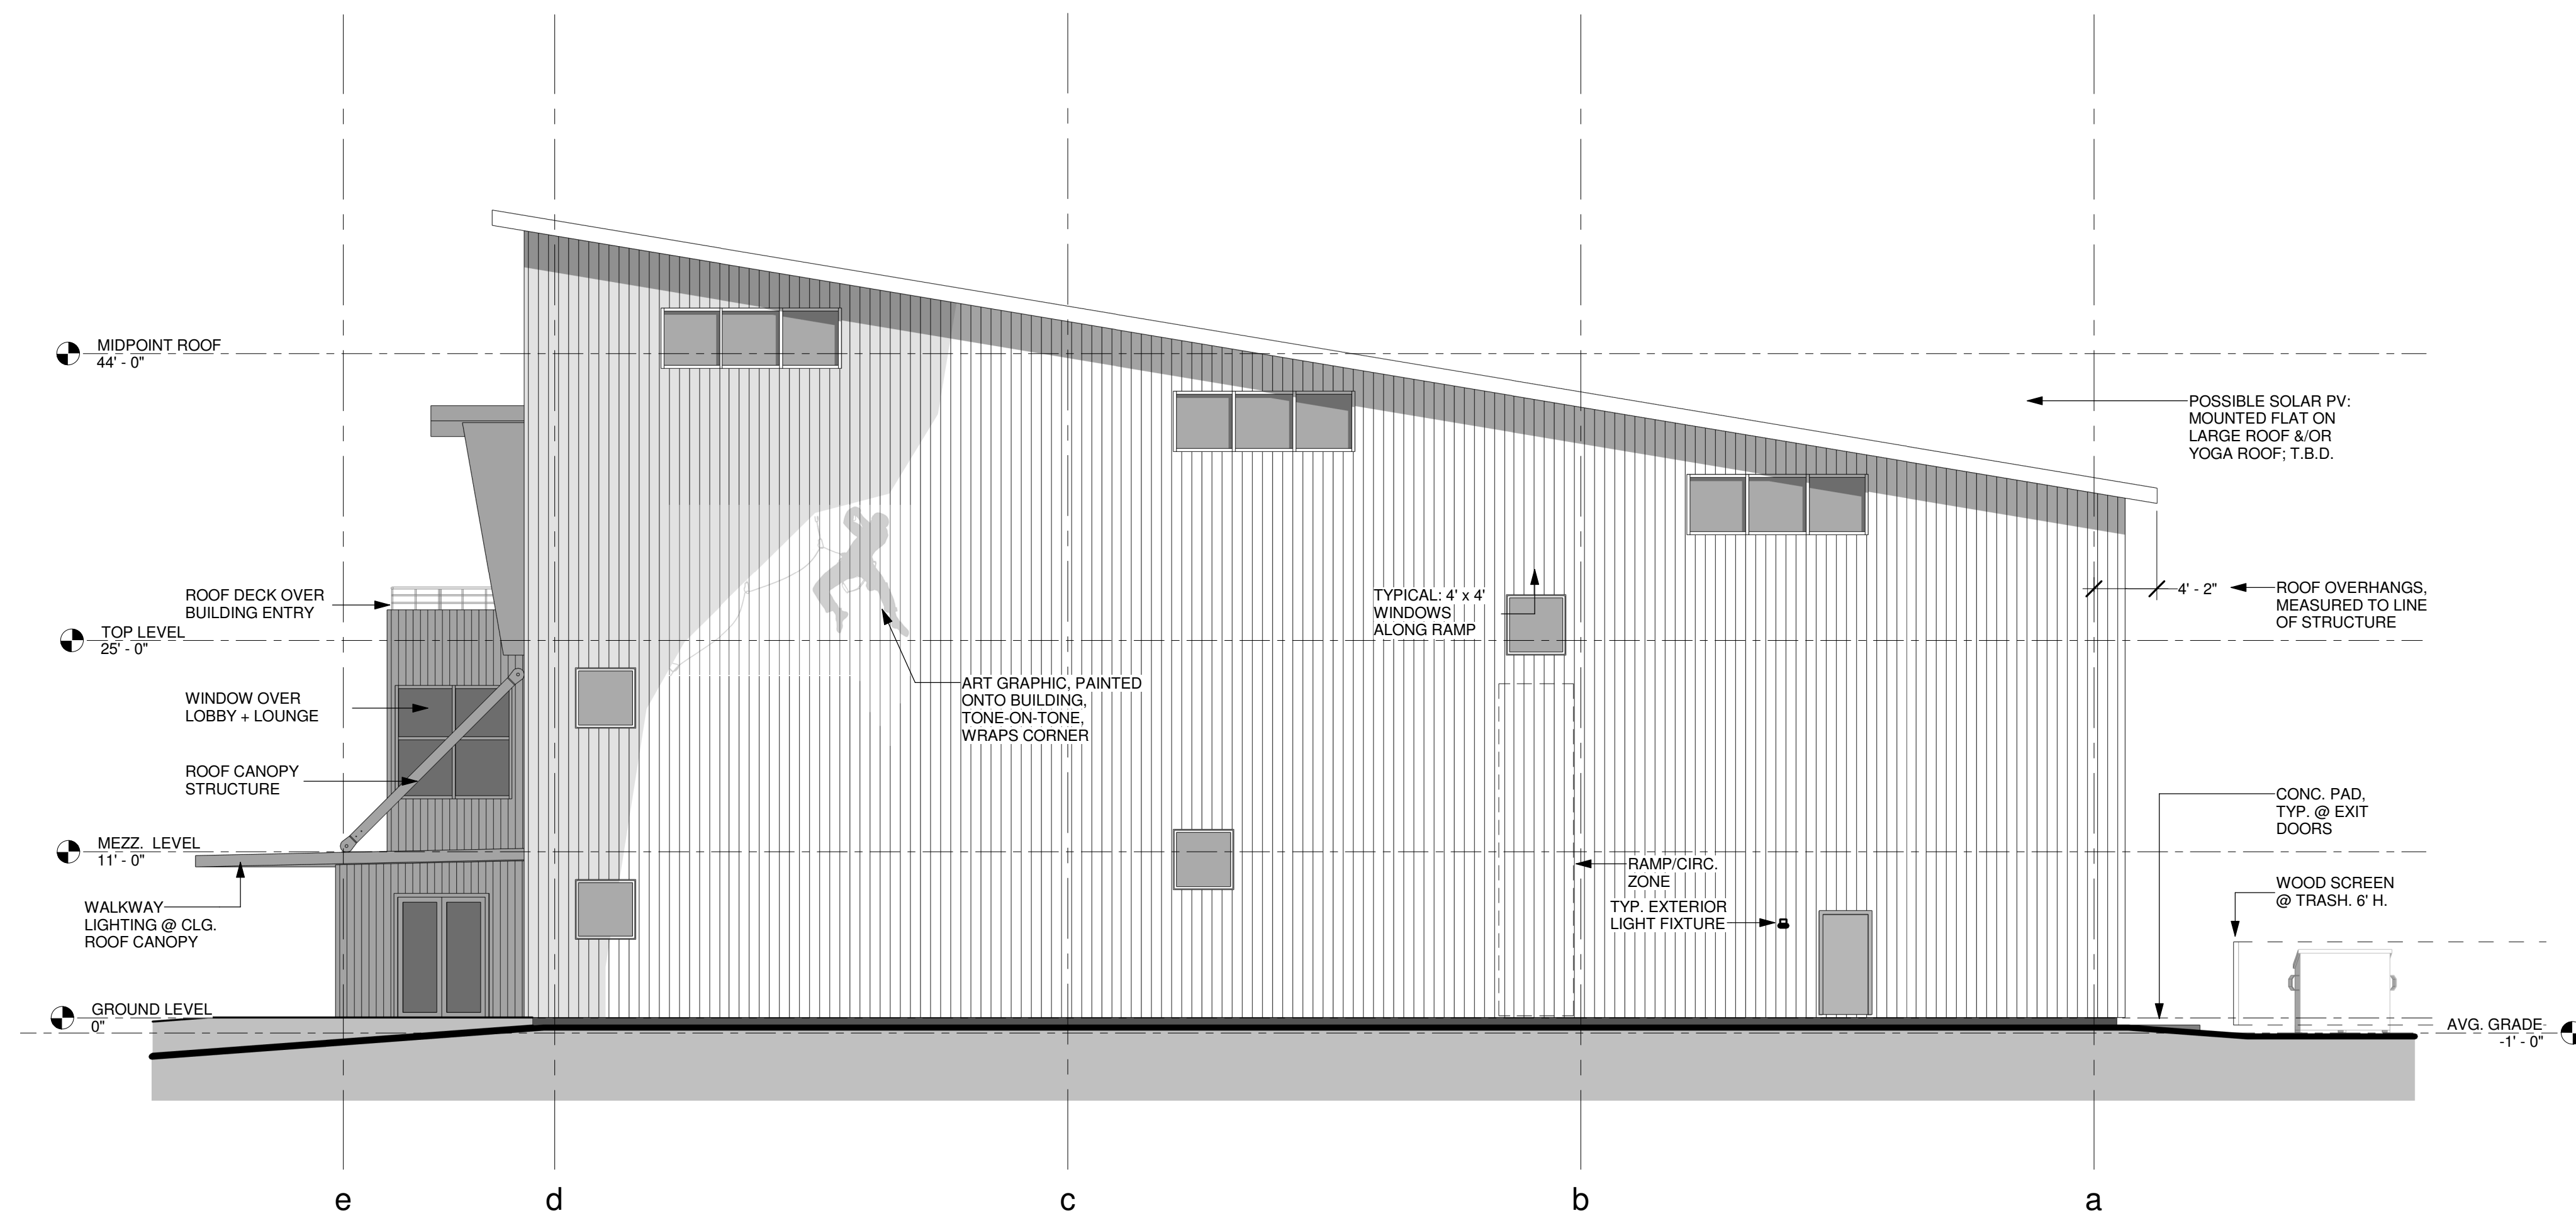 MIDPOINT ROOF
44' - 0"
POSSIBLE SOLAR PV:
MOUNTED FLAT ON
LARGE ROOF &/OR
YOGA ROOF; T.B.D.
ROOF DECK OVER
BUILDING ENTRY
TYPICAL: 4' x 4'
WINDOWS
ALONG RAMP
4' - 2"
ROOF OVERHANGS,
MEASURED TO LINE
OF STRUCTURE
TOP LEVEL
25' - 0"
WINDOW OVER
LOBBY + LOUNGE
ART GRAPHIC, PAINTED
ONTO BUILDING,
TONE-ON-TONE,
WRAPS CORNER
ROOF CANOPY
STRUCTURE
CONC. PAD,
TYP. @ EXIT
DOORS
MEZZ. LEVEL
11' - 0"
RAMP/CIRC.
ZONE
WOOD SCREEN
@ TRASH. 6' H.
WALKWAY
LIGHTING @ CLG.
ROOF CANOPY
TYP. EXTERIOR
LIGHT FIXTURE
GROUND LEVEL
0"
AVG. GRADE
-1' - 0"
e d c b a